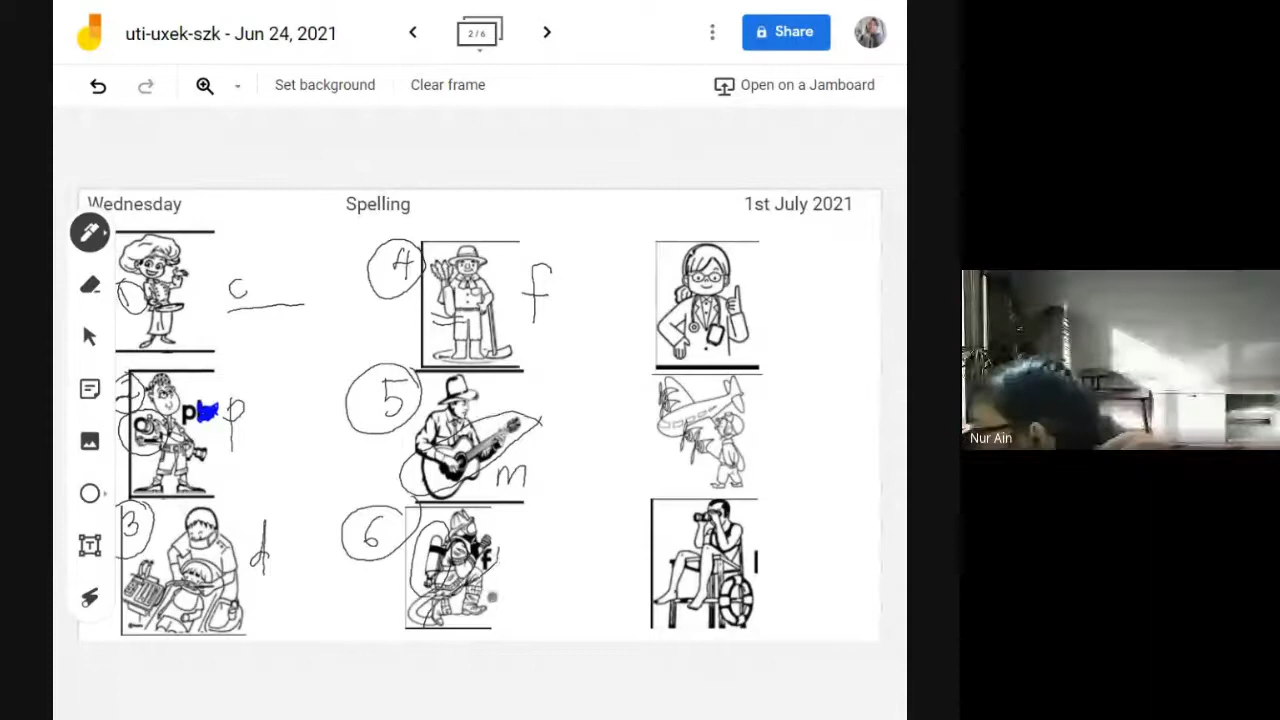 uti-uxek-szk - Jun 24, 2021
2/6
Share
Set background
Clear frame
Open on a Jamboard
Wednesday
Spelling
1st July 2021
c
4
f
p
p
5
m
3
d
6
f
l
T
Nur Ain